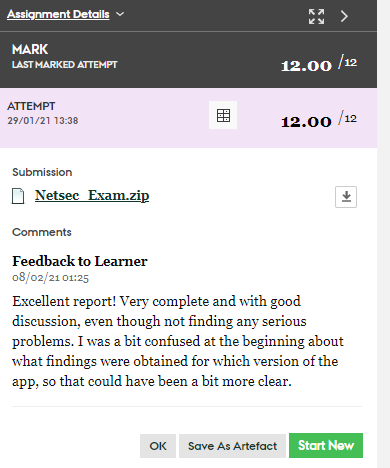 Assignment Details
MARK
LAST MARKED ATTEMPT
12.00 /12
ATTEMPT
29/01/21 13:38
12.00 /12
Submission
Netsec_Exam.zip
Comments
Feedback to Learner
08/02/21 01:25
Excellent report! Very complete and with good
discussion, even though not finding any serious
problems. I was a bit confused at the beginning about
what findings were obtained for which version of the
app, so that could have been a bit more clear.
OK
Save As Artefact
Start New